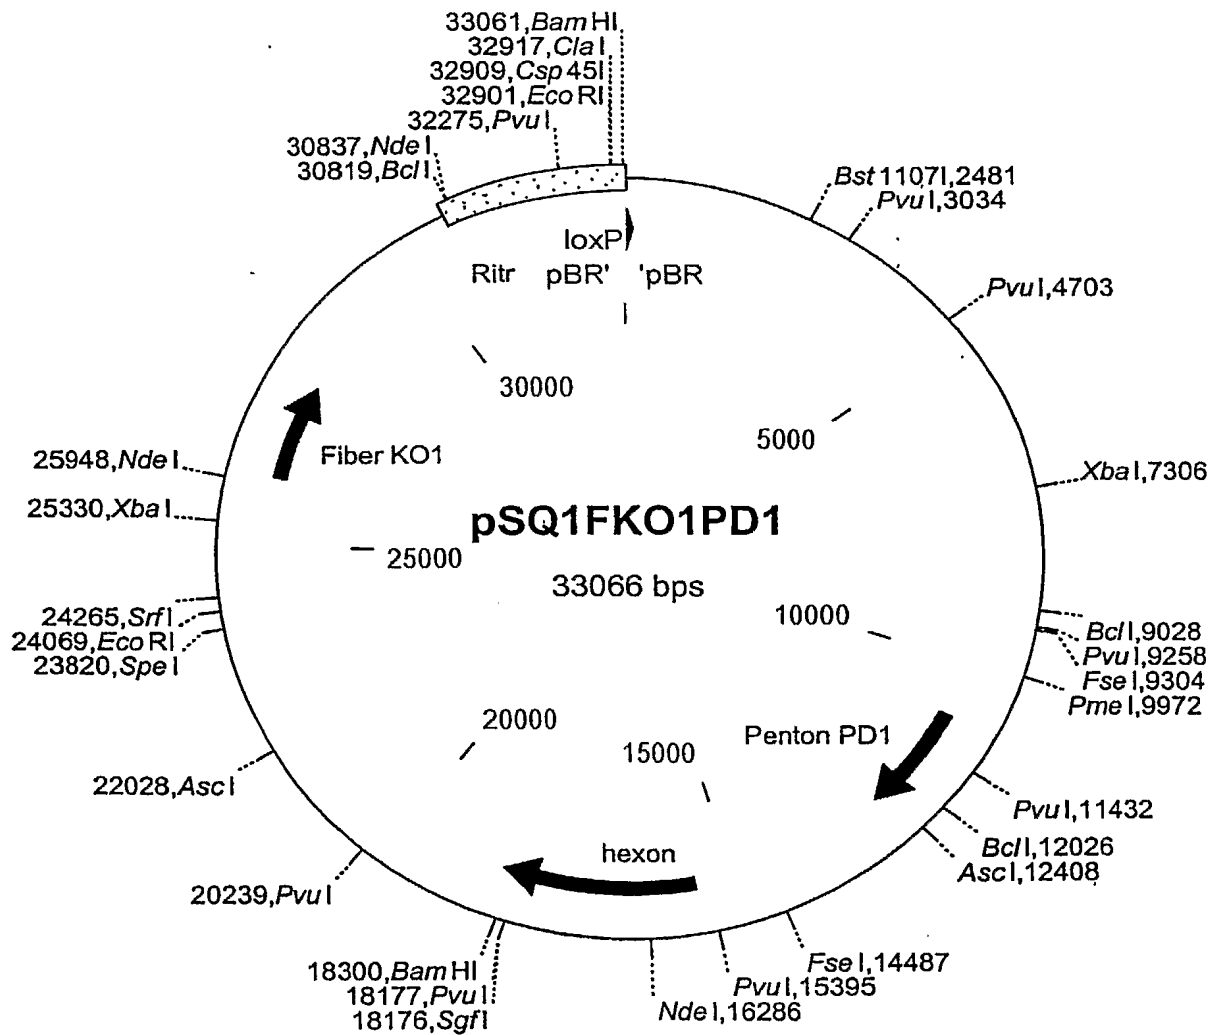 33061,BamHI
32917,ClaI
32909,Csp45I
32901,EcoRI
32275,PvuI
30837,NdeI
30819,BclI
Bst1107I,2481
PvuI,3034
PvuI,4703
loxP
Ritr pBR' 'pBR
30000
5000
Fiber KO1
25948,NdeI
25330,XbaI
XbaI,7306
pSQ1FKO1PD1
25000
33066 bps
10000
24265,SrfI
24069,EcoRI
23820,SpeI
BclI,9028
PvuI,9258
FseI,9304
PmeI,9972
20000
15000
Penton PD1
22028,AscI
PvuI,11432
BclI,12026
AscI,12408
hexon
20239,PvuI
18300,BamHI
18177,PvuI
18176,SgfI
FseI,14487
PvuI,15395
NdeI,16286